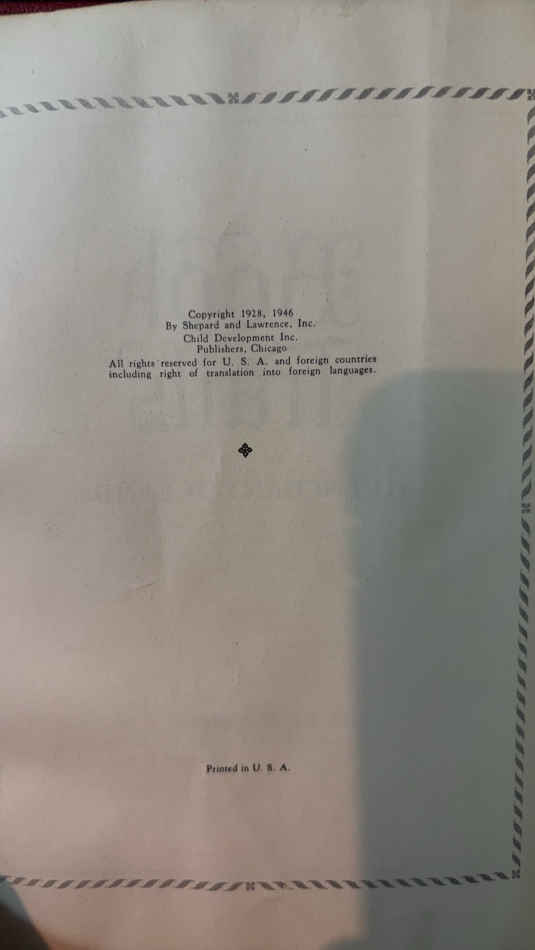 Copyright 1928, 1946
By Shepard and Lawrence, Inc.
Child Development Inc.
Publishers, Chicago
All rights reserved for U. S. A. and foreign countries
including right of translation into foreign languages.
Printed in U. S. A.